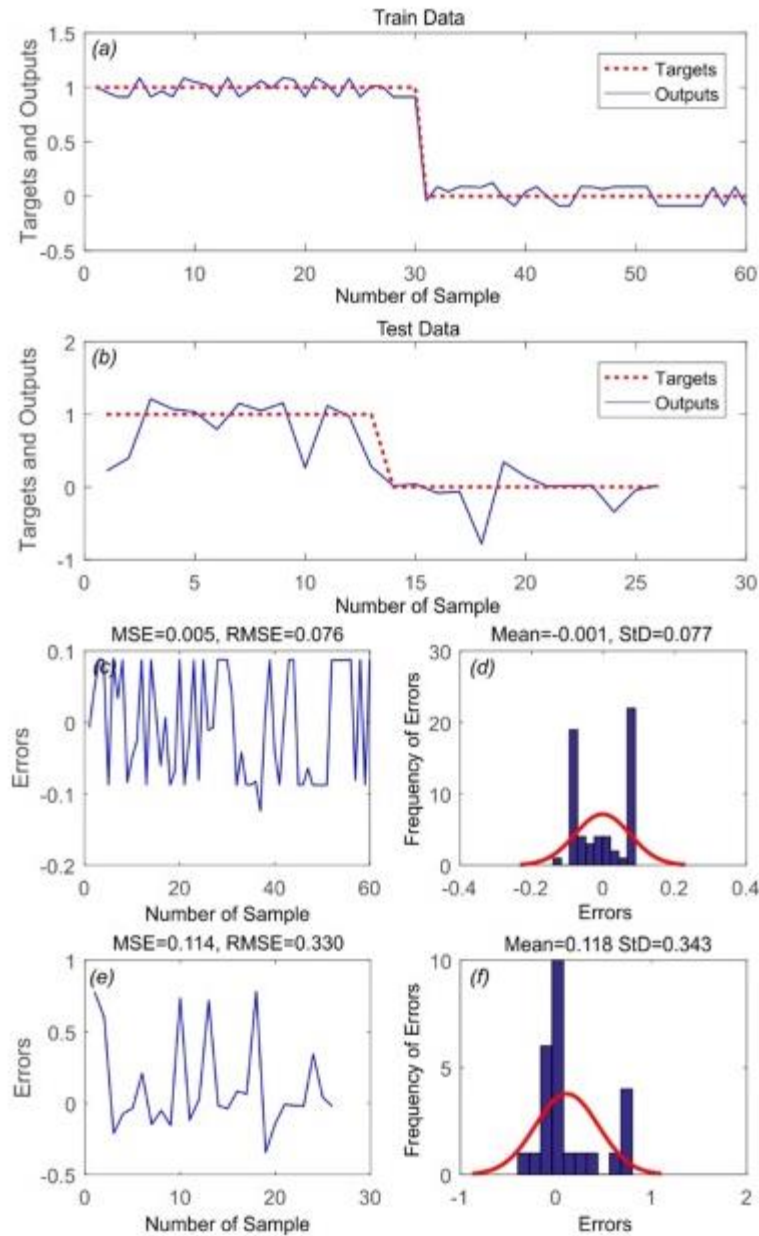 Train Data
(a)
Targets and Outputs
1.5
1
0.5
0
-0.5
Targets
Outputs
0 10 20 30 40 50 60
Number of Sample
Test Data
(b)
Targets and Outputs
2
1
0
-1
Targets
Outputs
0 5 10 15 20 25 30
Number of Sample
MSE=0.005, RMSE=0.076
(c)
Errors
0.1
0
-0.1
-0.2
20 40 60
Number of Sample
Mean=-0.001, StD=0.077
(d)
Frequency of Errors
30
20
10
0
-0.4 -0.2 0 0.2 0.4
Errors
MSE=0.114, RMSE=0.330
(e)
Errors
1
0.5
0
-0.5
0 10 20 30
Number of Sample
Mean=0.118 StD=0.343
(f)
Frequency of Errors
10
5
0
-1 0 1 2
Errors